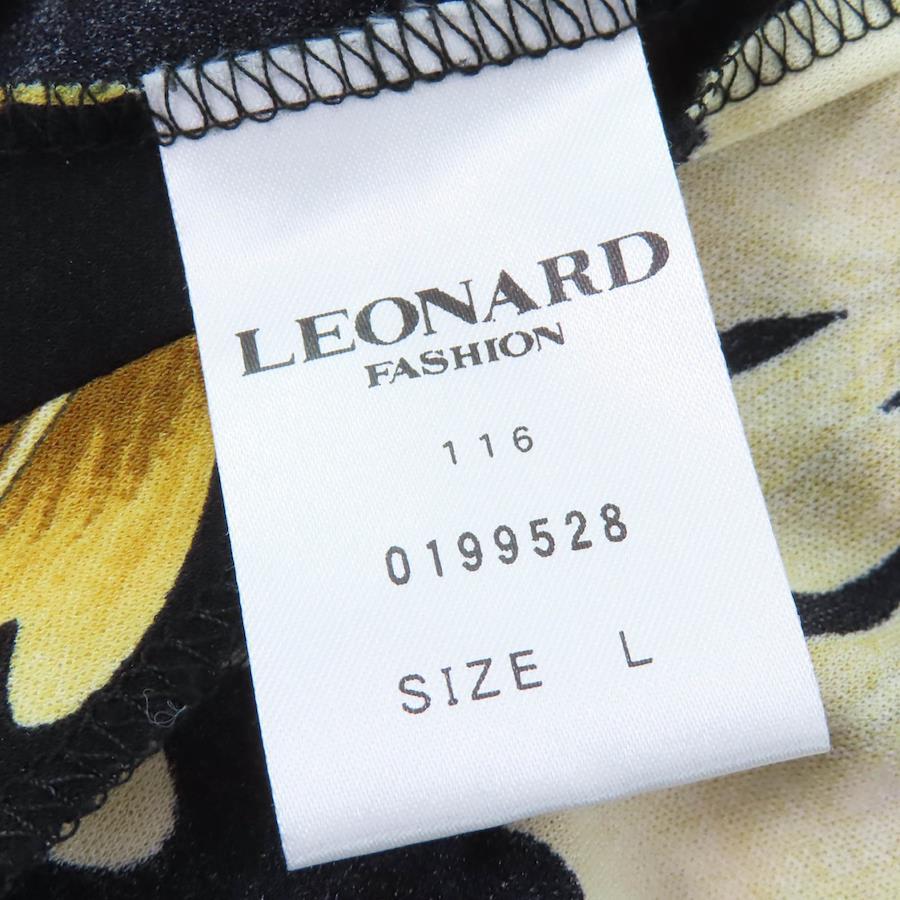 LEONARD
FASHION
116
0199528
SIZE L